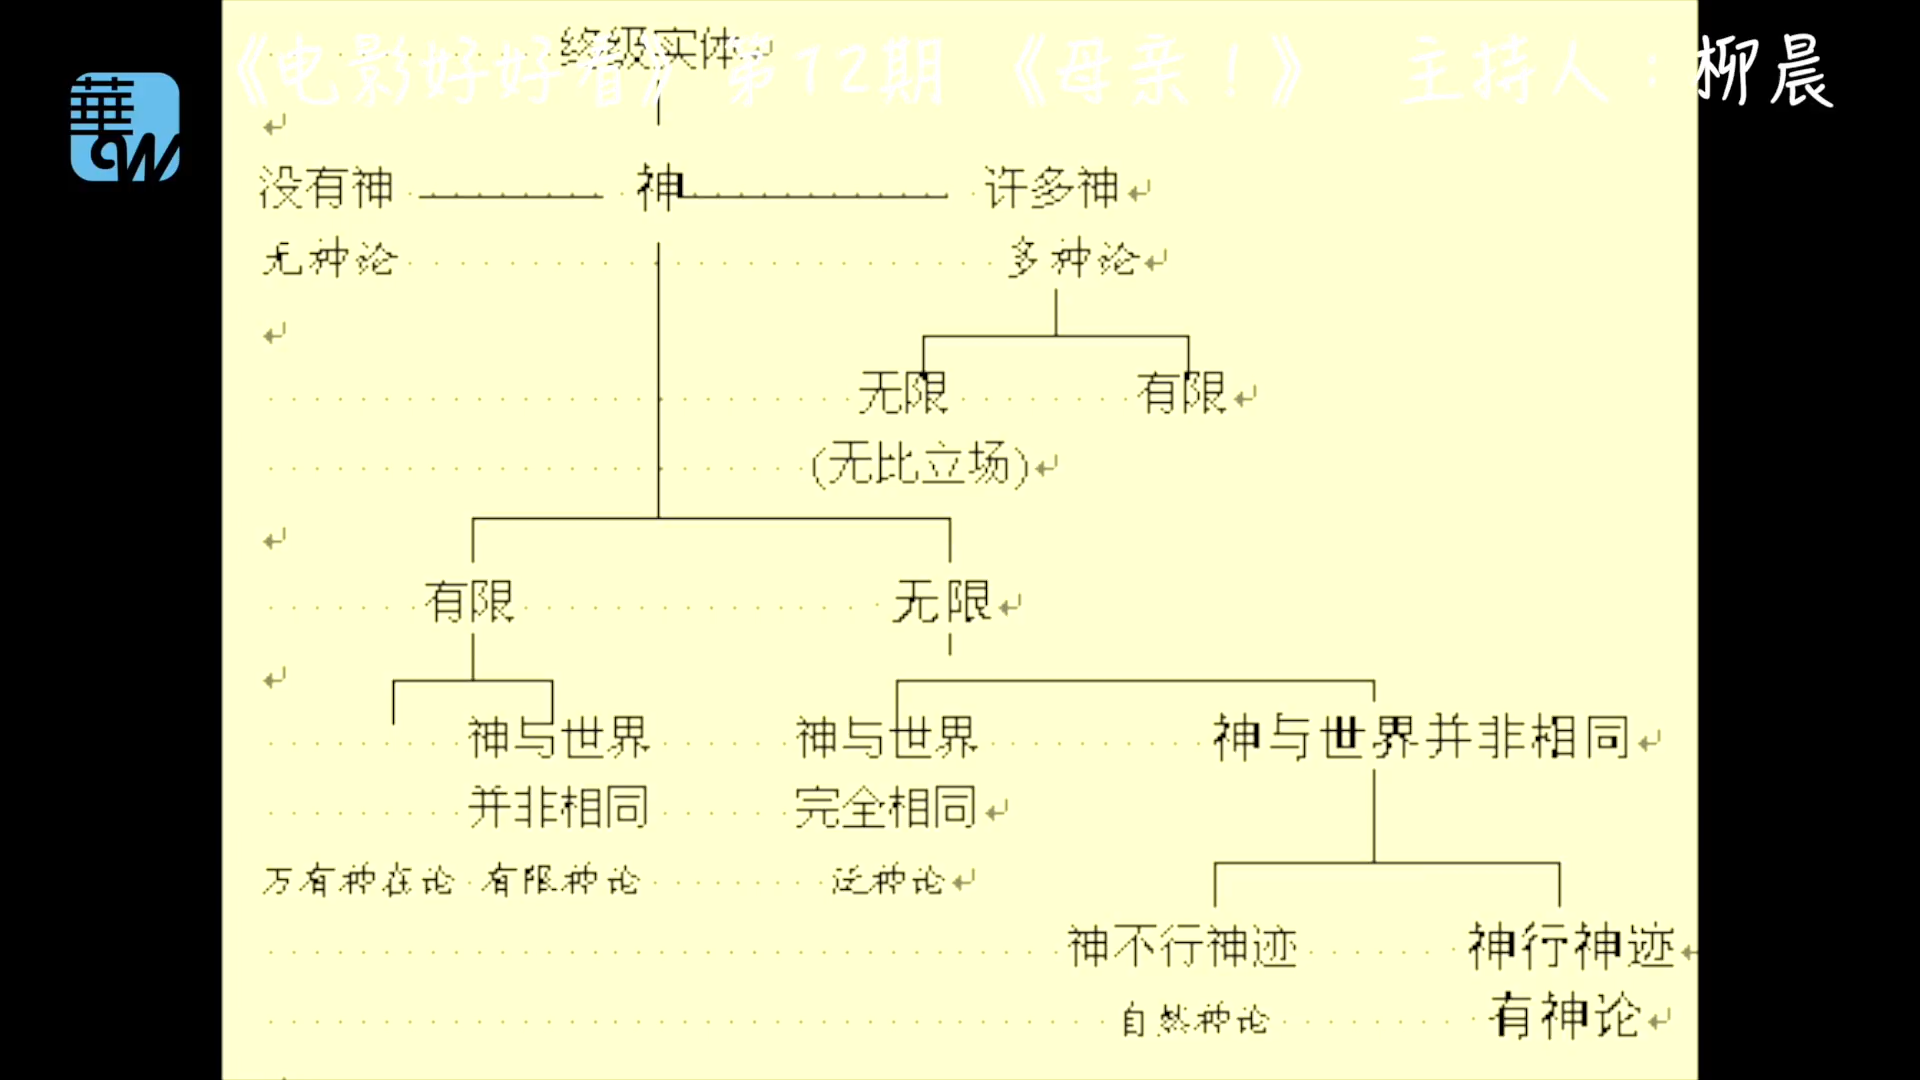 《电影好好看》第12期 《母亲！》 主持人：柳晨
華
CW
终级实体
没有神 神 许多神
无神论 多神论
无限 有限
(无比立场)
有限 无限
神与世界 神与世界 神与世界并非相同
并非相同 完全相同
万有神在论 有限神论 泛神论
神不行神迹 神行神迹
自然神论 有神论